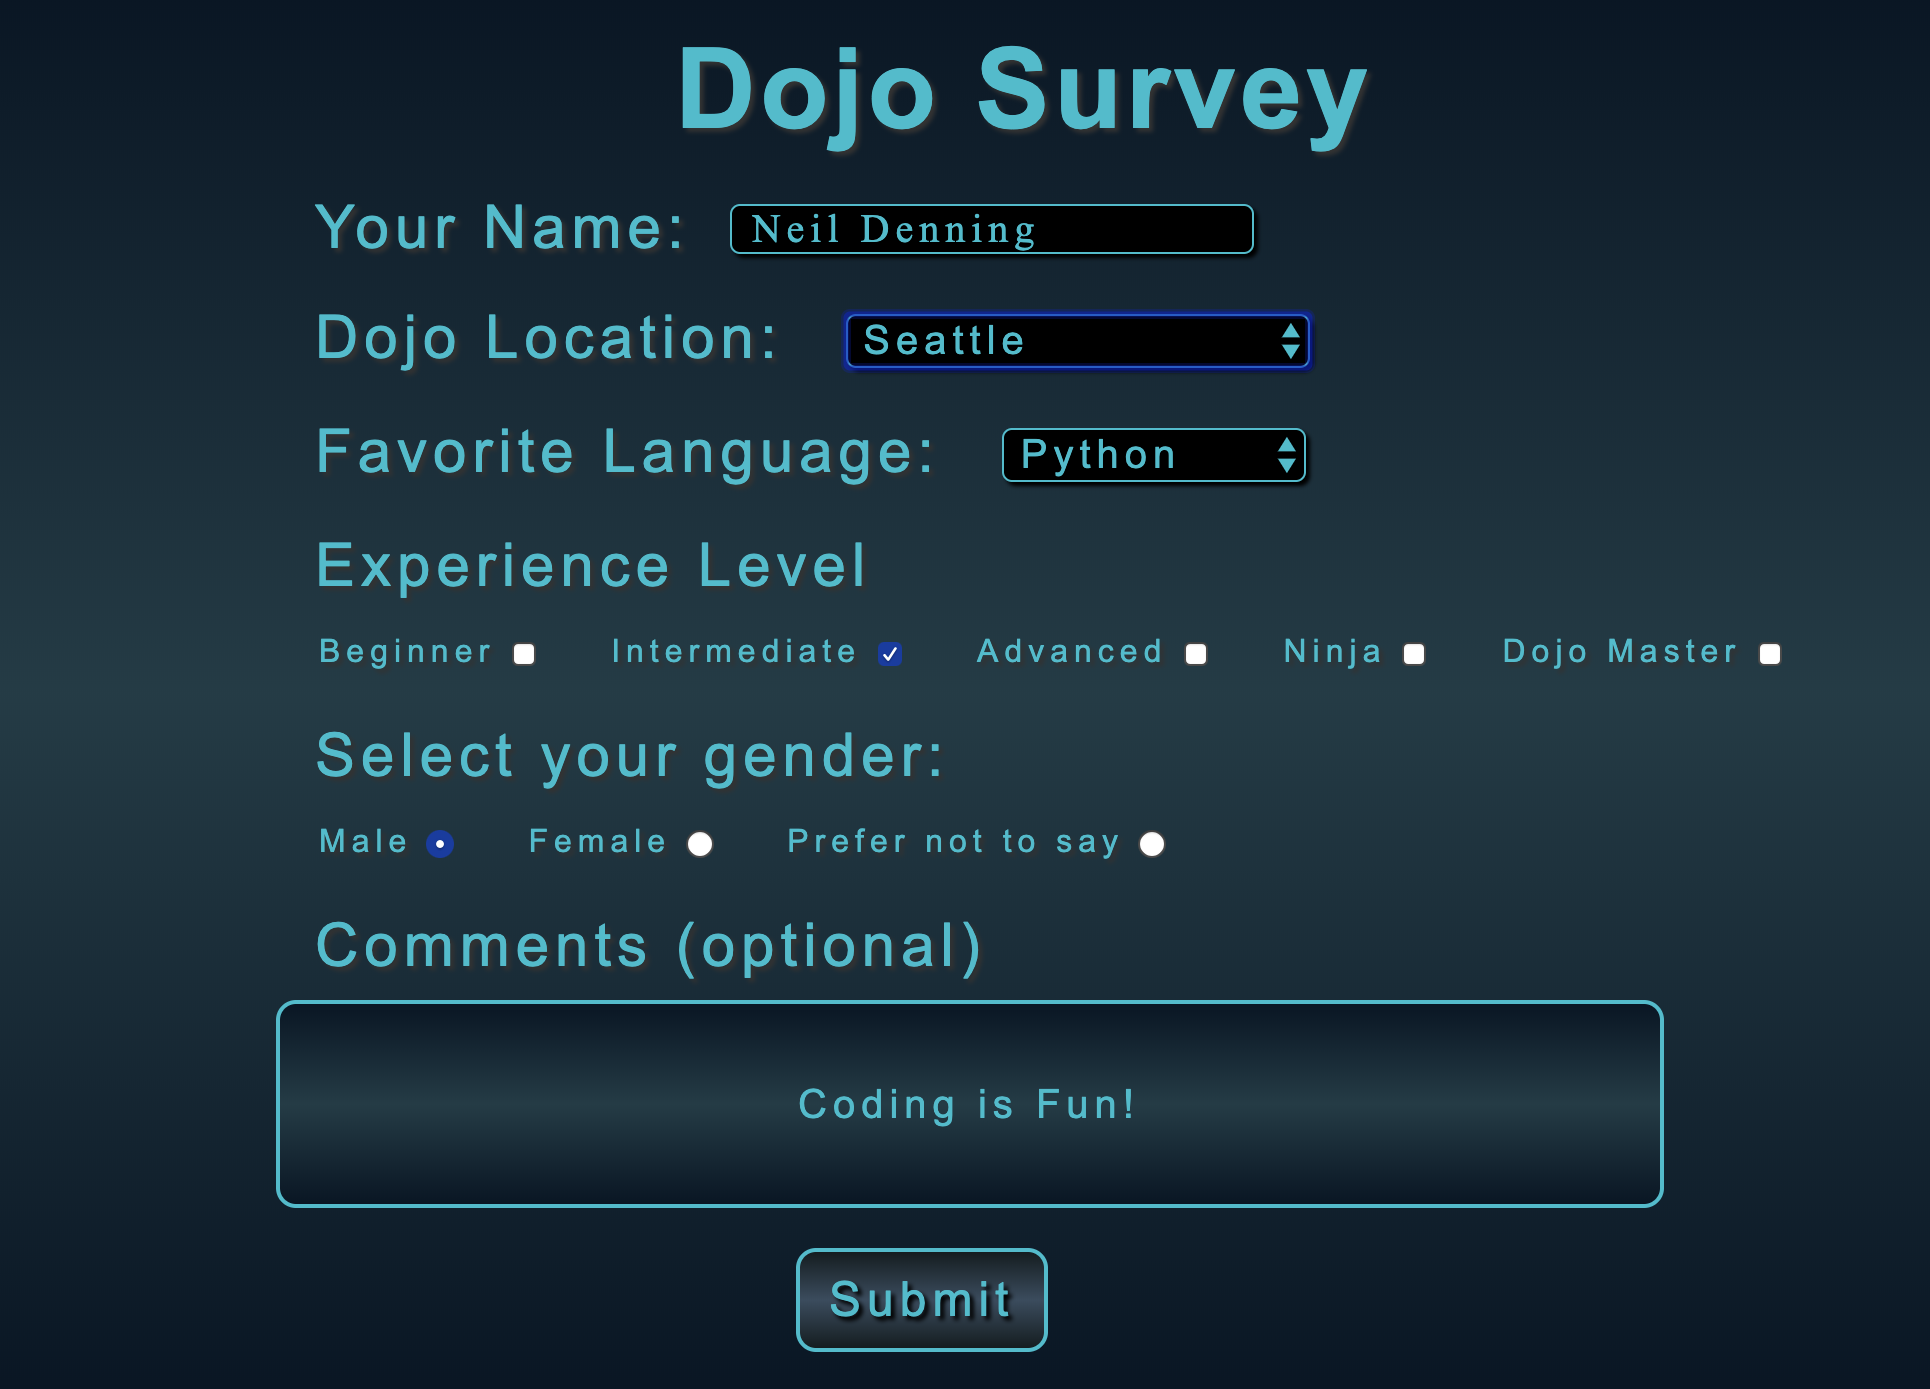 Dojo Survey
Your Name: Neil Denning
Dojo Location: Seattle
Favorite Language: Python
Experience Level
Beginner Intermediate Advanced Ninja Dojo Master
Select your gender:
Male Female Prefer not to say
Comments (optional)
Coding is Fun!
Submit